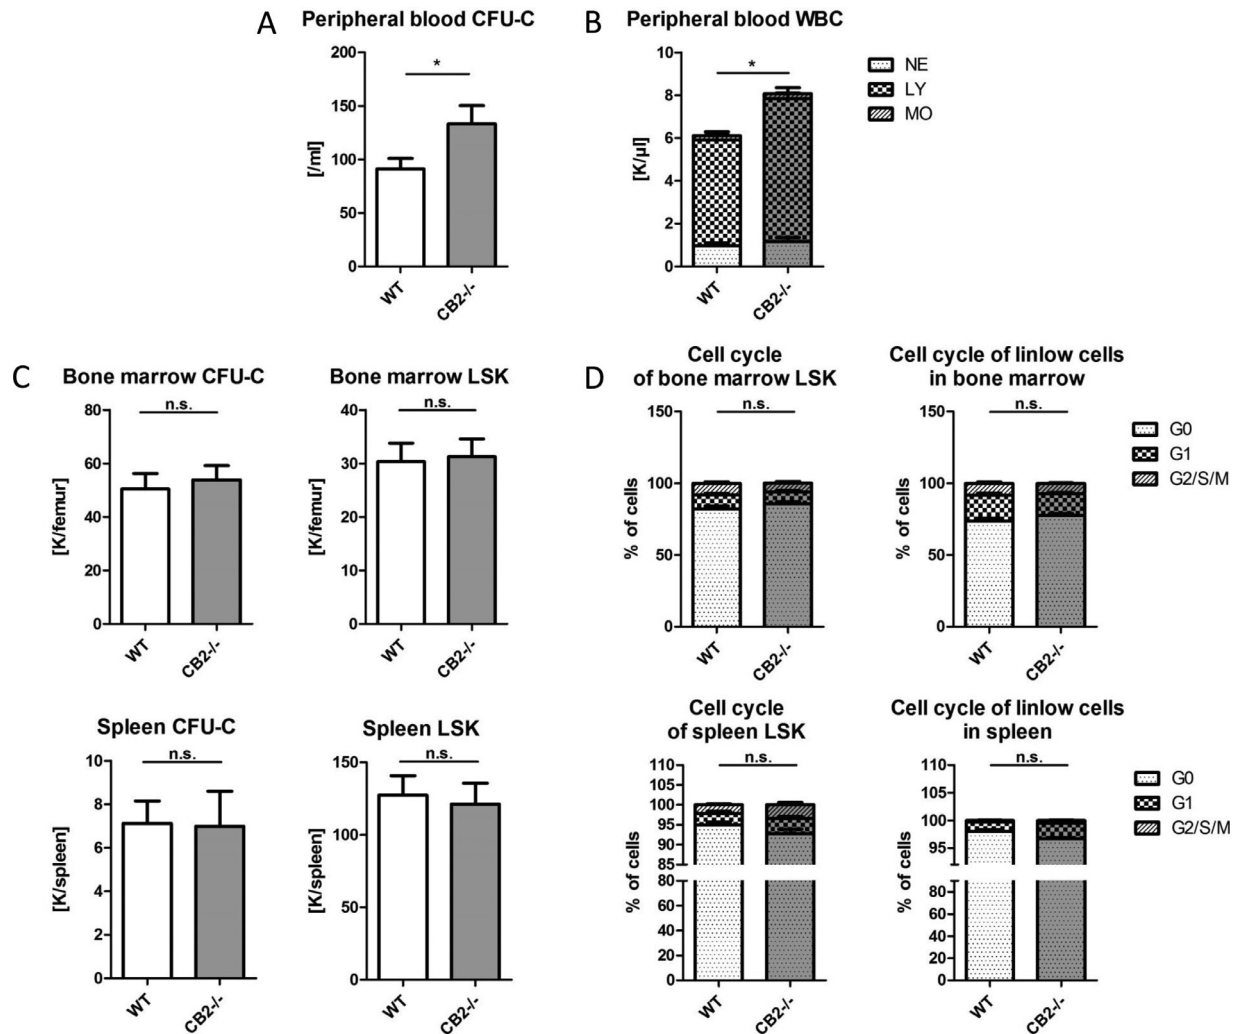 A
Peripheral blood CFU-C
200
150
100
50
0
[/ml]
*
WT
CB2-/-
B
Peripheral blood WBC
10
8
6
4
2
0
[K/µl]
*
WT
CB2-/-
NE
LY
MO
C
Bone marrow CFU-C
80
60
40
20
0
[K/femur]
n.s.
WT
CB2-/-
Bone marrow LSK
40
30
20
10
0
[K/femur]
n.s.
WT
CB2-/-
D
Cell cycle
of bone marrow LSK
150
100
50
0
% of cells
n.s.
WT
CB2-/-
Cell cycle of linlow cells
in bone marrow
150
100
50
0
% of cells
n.s.
WT
CB2-/-
G0
G1
G2/S/M
Spleen CFU-C
10
8
6
4
2
0
[K/spleen]
n.s.
WT
CB2-/-
Spleen LSK
150
100
50
0
[K/spleen]
n.s.
WT
CB2-/-
Cell cycle
of spleen LSK
110
105
100
95
90
85
80
60
40
20
0
% of cells
n.s.
WT
CB2-/-
Cell cycle of linlow cells
in spleen
110
105
100
95
80
60
40
20
0
% of cells
n.s.
WT
CB2-/-
G0
G1
G2/S/M